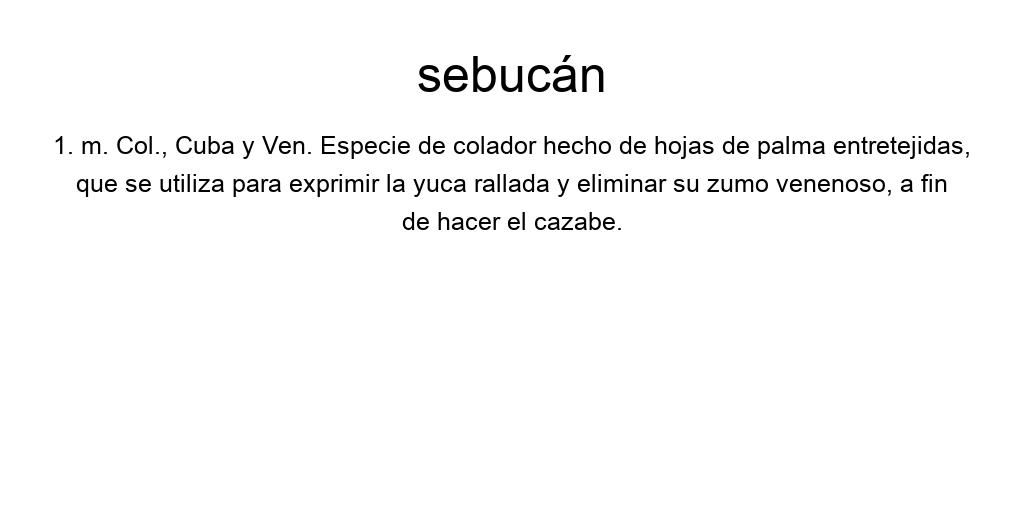 sebucán
1. m. Col., Cuba y Ven. Especie de colador hecho de hojas de palma entretejidas,
que se utiliza para exprimir la yuca rallada y eliminar su zumo venenoso, a fin
de hacer el cazabe.